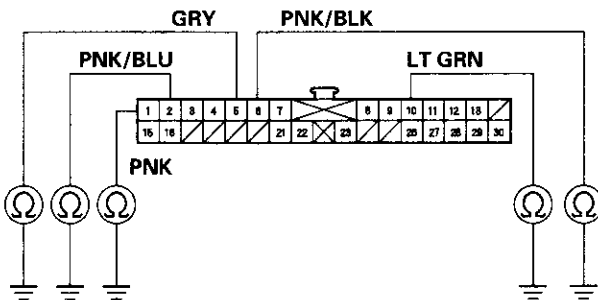 GRY PNK/BLK
PNK/BLU LT GRN
1 2 3 4 5 6 7 8 9 10 11 12 13
15 16 21 22 23 26 27 28 29 30
PNK
Ω Ω Ω Ω Ω